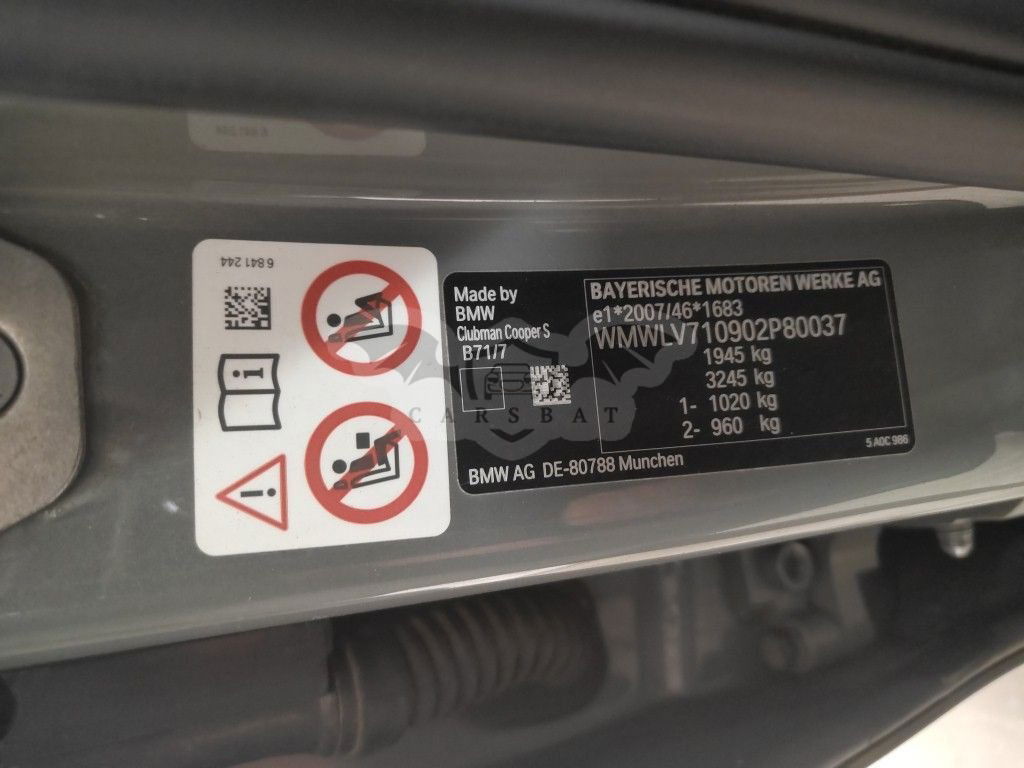 6 841 244
Made by
BMW
Clubman Cooper S
B71/7
BAYERISCHE MOTOREN WERKE AG
e1*2007/46*1683
WMWLV710902P80037
1945 kg
3245 kg
1- 1020 kg
2- 960 kg
5 A0C 986
BMW AG DE-80788 Munchen
CARSBAT